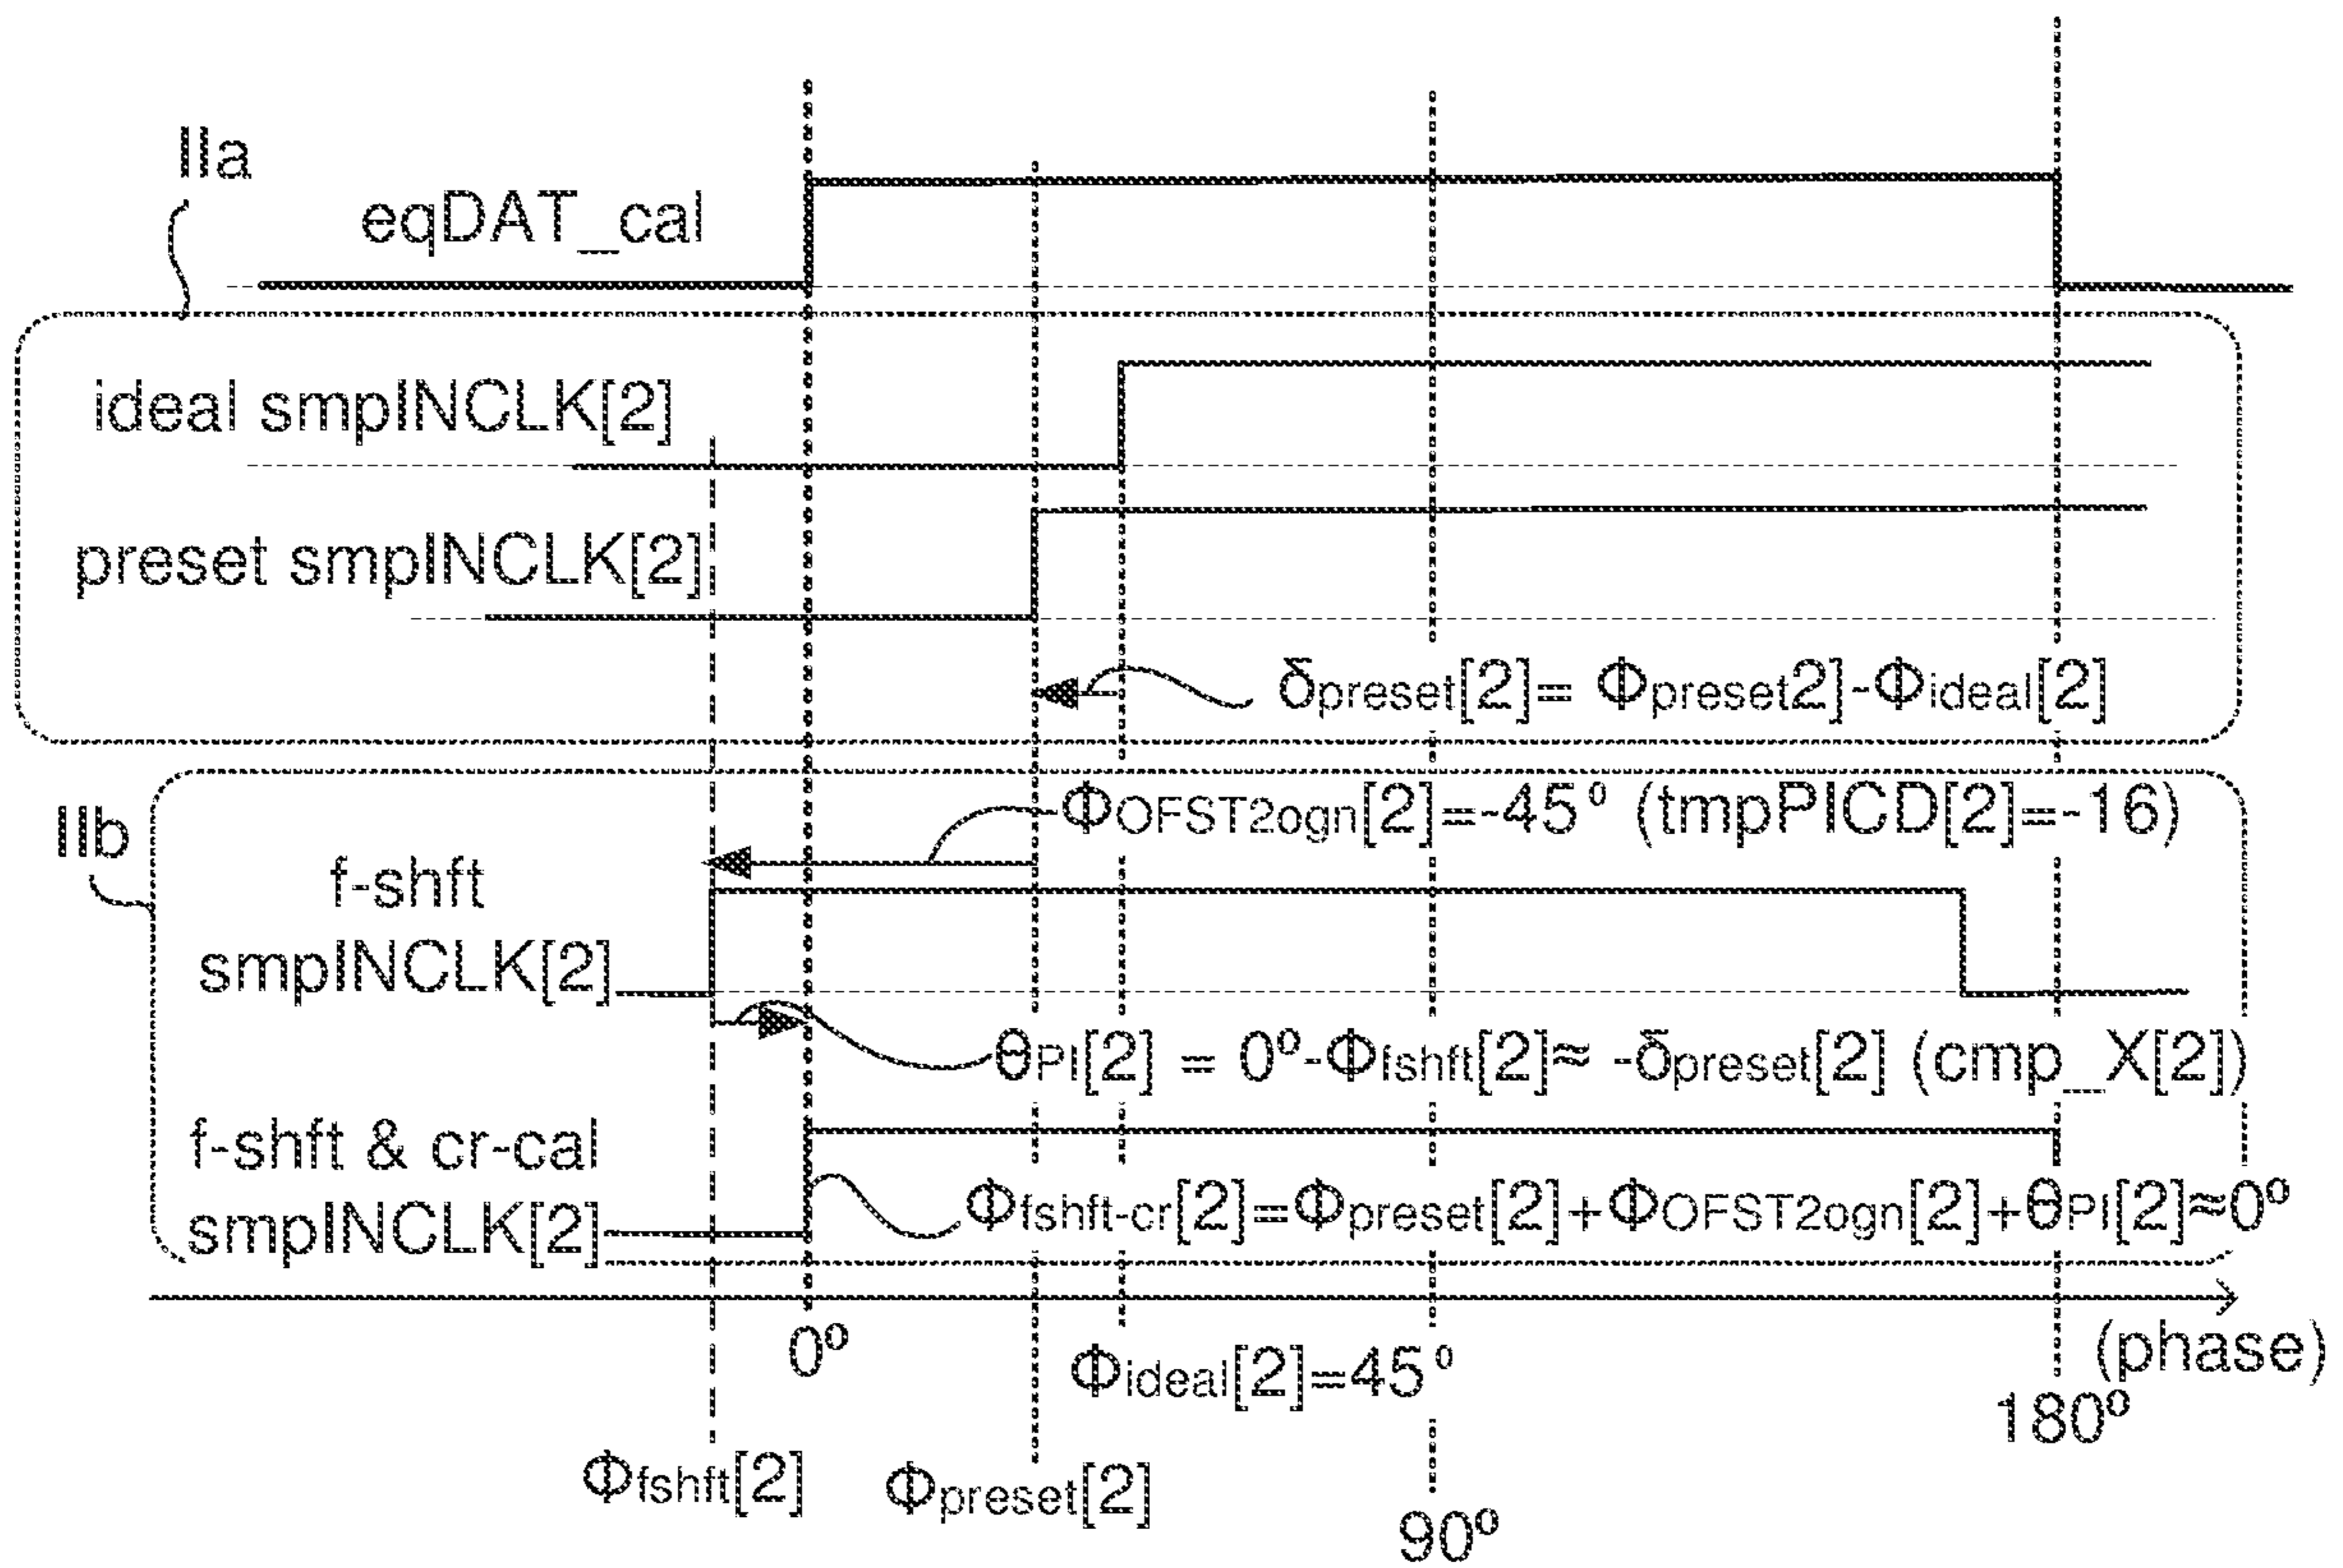 IIa
eqDAT_cal
ideal smpINCLK[2]
preset smpINCLK[2]
δpreset[2]= Φpreset2]-Φideal[2]
IIb
ΦOFST2ogn[2]=-45° (tmpPICD[2]=-16)
f-shft
smpINCLK[2]
θPI[2] = 0°-Φfshft[2]≈ -δpreset[2] (cmp_X[2])
f-shft & cr-cal
smpINCLK[2]
Φfshft-cr[2]=Φpreset[2]+ΦOFST2ogn[2]+θPI[2]≈0°
0°
(phase)
Φideal[2]=45°
180°
Φfshft[2]
Φpreset[2]
90°